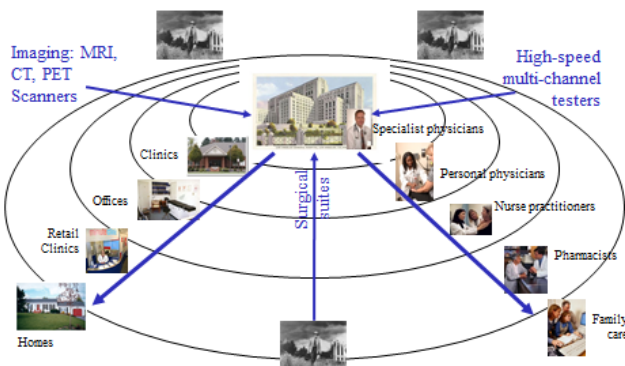 Imaging: MRI,
CT, PET
Scanners
High-speed
multi-channel
testers
Specialist physicians
Clinics
Personal physicians
Surgical
suites
Offices
Nurse practitioners
Retail
Clinics
Pharmacists
Homes
Family
care